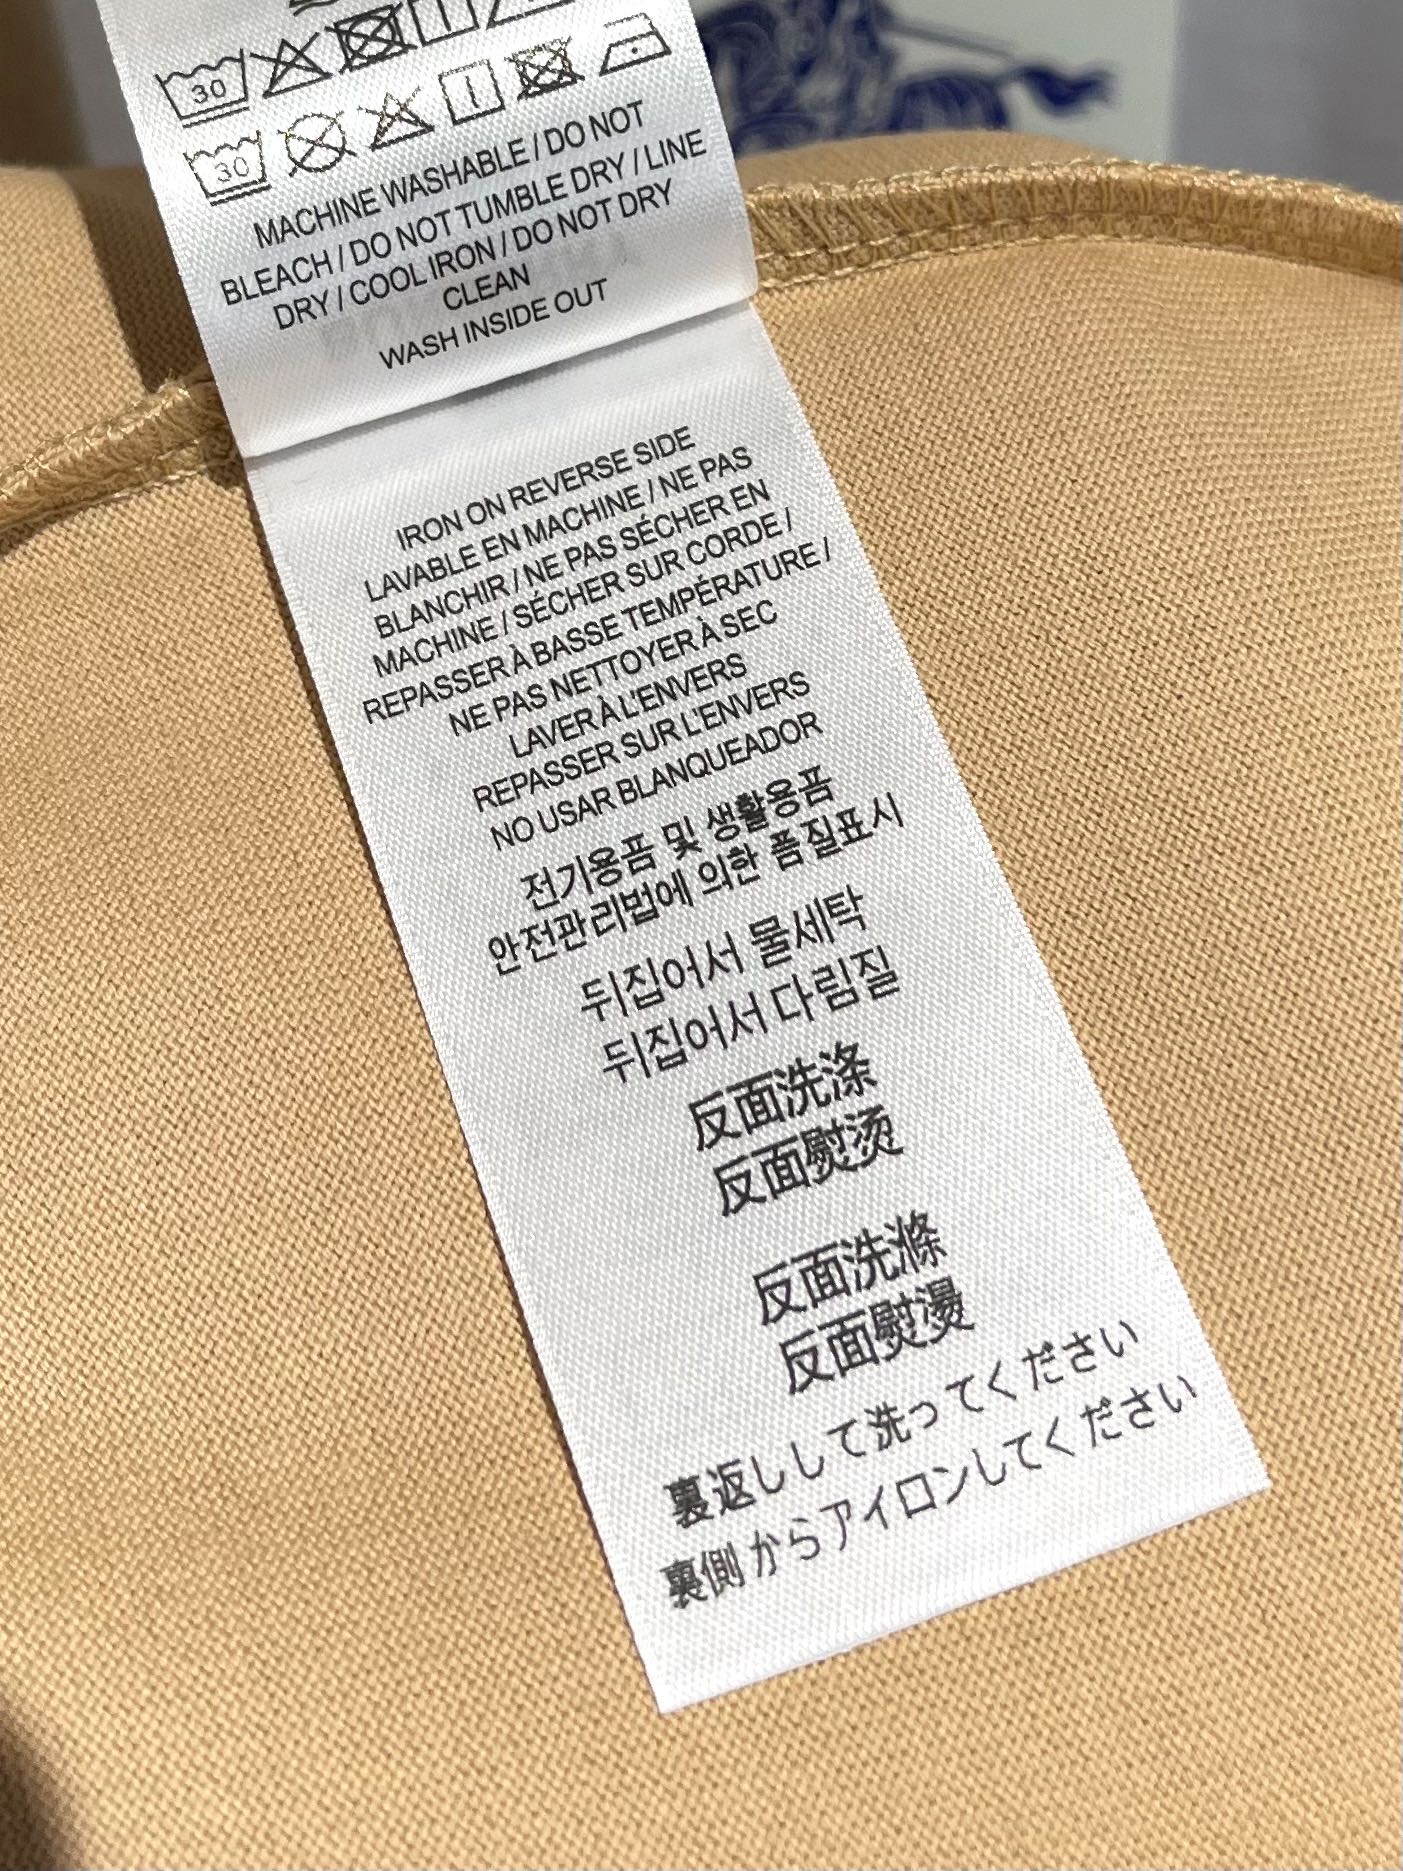 30
30
MACHINE WASHABLE / DO NOT
BLEACH / DO NOT TUMBLE DRY / LINE
DRY / COOL IRON / DO NOT DRY
CLEAN
WASH INSIDE OUT
IRON ON REVERSE SIDE
LAVABLE EN MACHINE / NE PAS
BLANCHIR / NE PAS SÉCHER EN
MACHINE / SÉCHER SUR CORDE /
REPASSER À BASSE TEMPÉRATURE /
NE PAS NETTOYER À SEC
LAVER À L'ENVERS
REPASSER SUR L'ENVERS
NO USAR BLANQUEADOR
전기용품 및 생활용품
안전관리법에 의한 품질표시
뒤집어서 물세탁
뒤집어서 다림질
反面洗涤
反面熨烫
反面洗滌
反面熨燙
裏返しして洗ってください
裏側からアイロンしてください